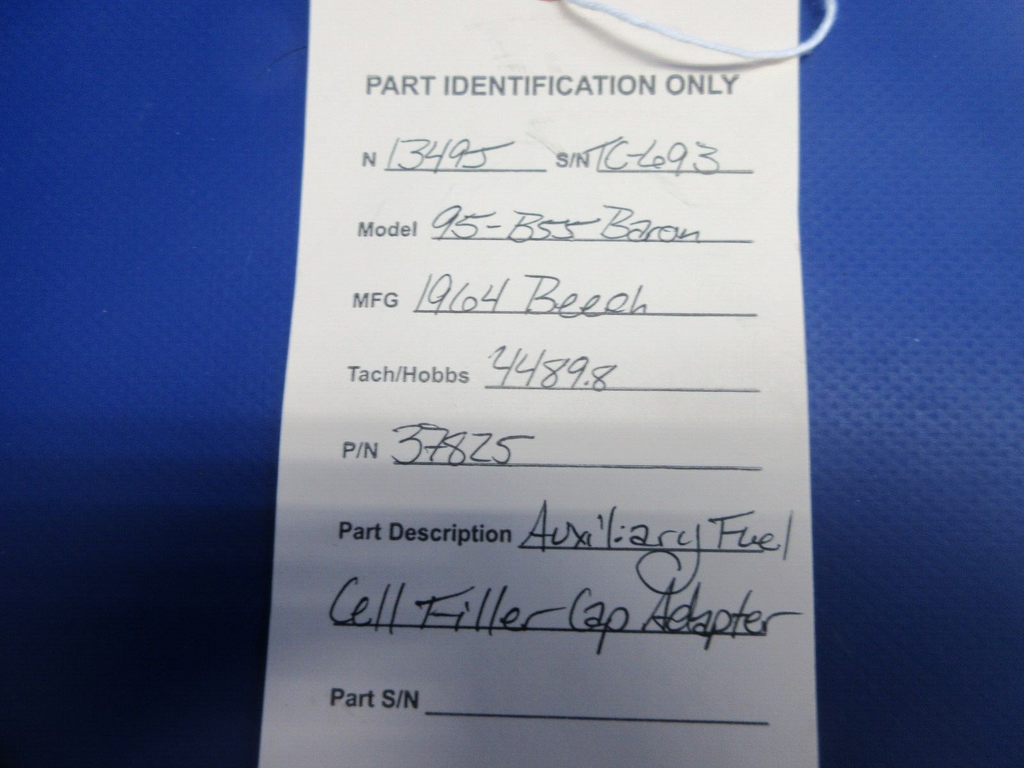 PART IDENTIFICATION ONLY
N 13495 S/N TC-693
Model 95-B55 Baron
MFG 1964 Beech
Tach/Hobbs 4489.8
P/N 37825
Part Description Auxiliary Fuel
Cell Filler Cap Adapter
Part S/N